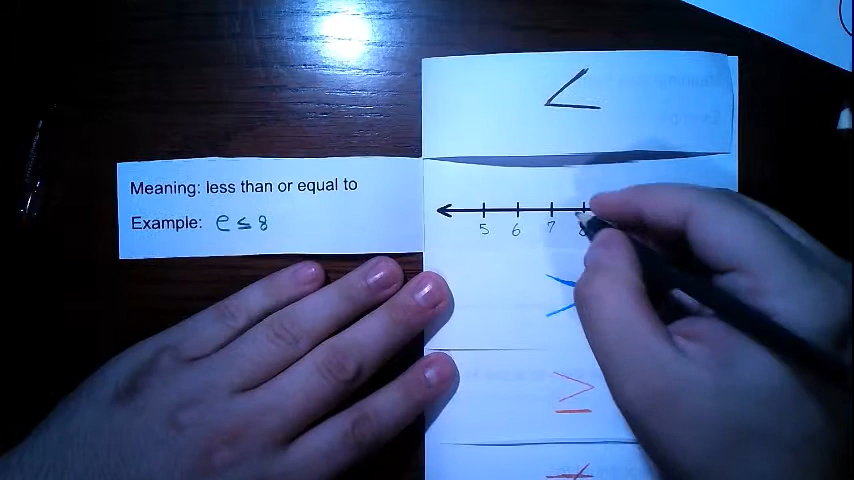 <
Meaning: less than or equal to
Example: e ≤ 8
5 6 7 8
>
≥
≠